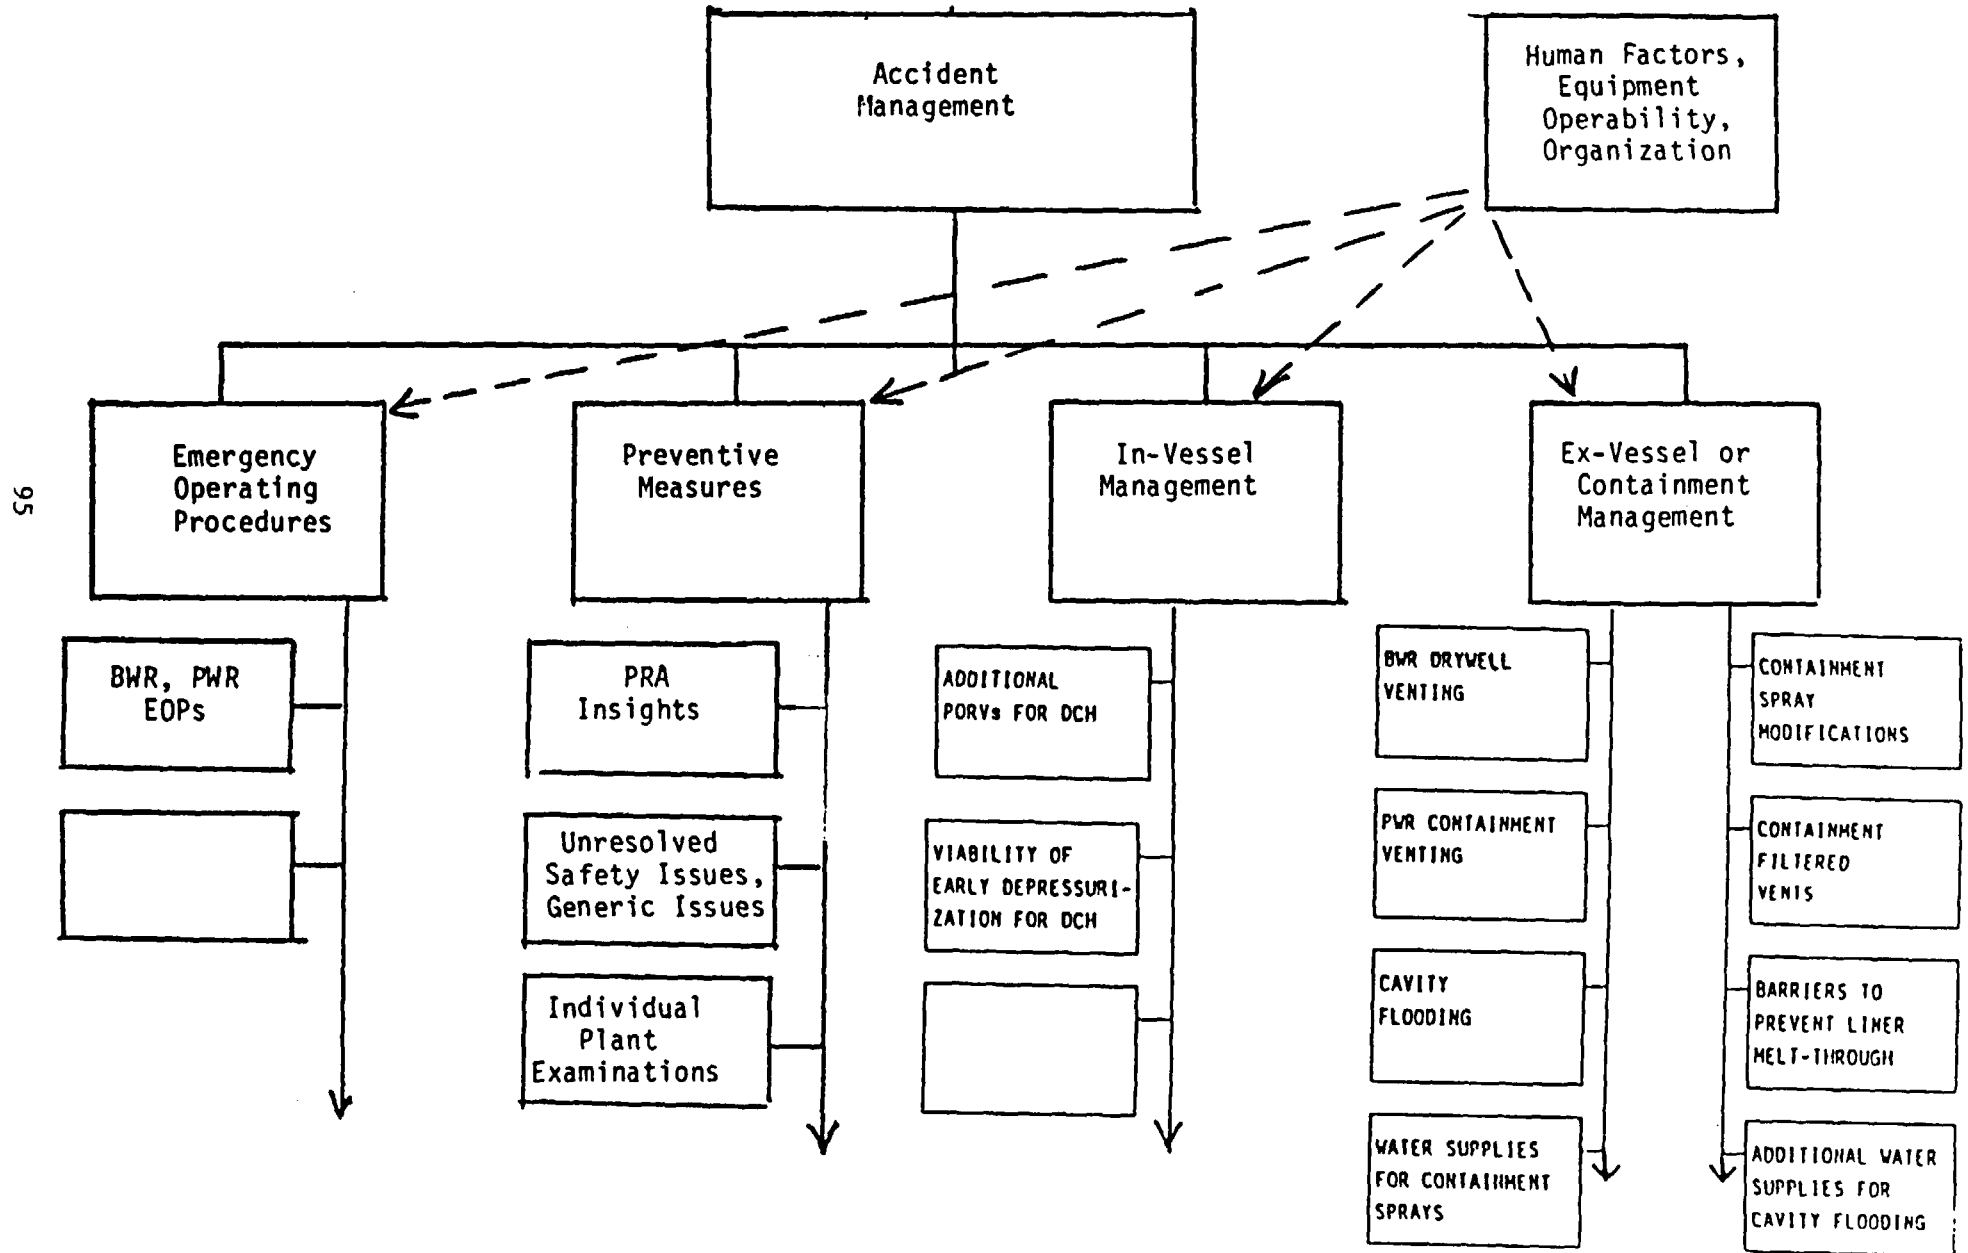 Accident
Management
Human Factors,
Equipment
Operability,
Organization
95
Emergency
Operating
Procedures
Preventive
Measures
In-Vessel
Management
Ex-Vessel or
Containment
Management
BWR, PWR
EOPs
PRA
Insights
Unresolved
Safety Issues,
Generic Issues
Individual
Plant
Examinations
ADDITIONAL
PORVs FOR DCH
VIABILITY OF
EARLY DEPRESSURI-
ZATION FOR DCH
BWR DRYWELL
VENTING
PWR CONTAINMENT
VENTING
CAVITY
FLOODING
WATER SUPPLIES
FOR CONTAINMENT
SPRAYS
CONTAINMENT
SPRAY
MODIFICATIONS
CONTAINMENT
FILTERED
VENTS
BARRIERS TO
PREVENT LINER
MELT-THROUGH
ADDITIONAL WATER
SUPPLIES FOR
CAVITY FLOODING